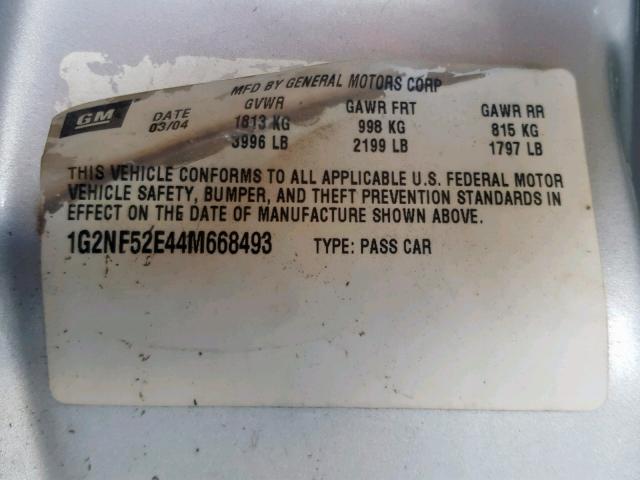 MFD BY GENERAL MOTORS CORP
GM DATE GVWR GAWR FRT GAWR RR
03/04 1813 KG 998 KG 815 KG
3996 LB 2199 LB 1797 LB
THIS VEHICLE CONFORMS TO ALL APPLICABLE U.S. FEDERAL MOTOR
VEHICLE SAFETY, BUMPER, AND THEFT PREVENTION STANDARDS IN
EFFECT ON THE DATE OF MANUFACTURE SHOWN ABOVE.
1G2NF52E44M668493 TYPE: PASS CAR